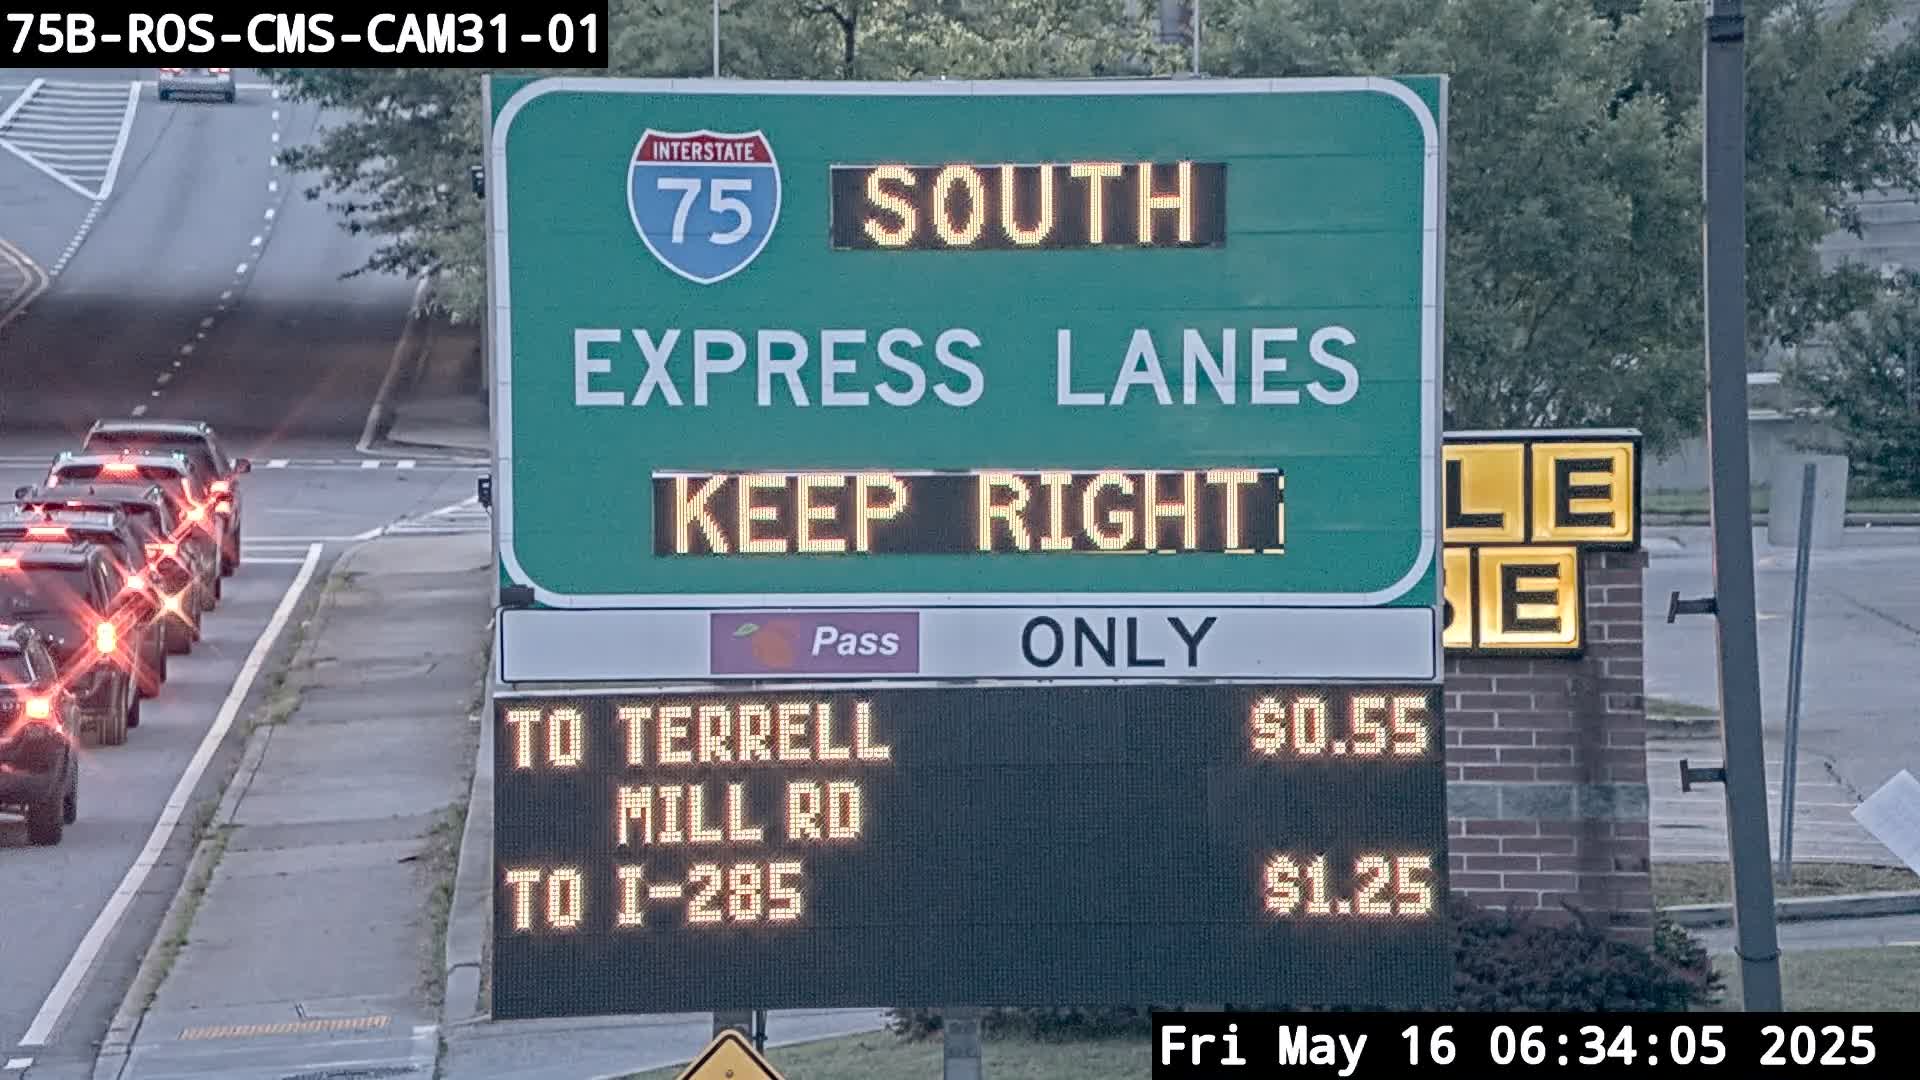 75B-ROS-CMS-CAM31-01
INTERSTATE
75
SOUTH
EXPRESS LANES
KEEP RIGHT
Pass ONLY
TO TERRELL $0.55
MILL RD
TO I-285 $1.25
LE
E
Fri May 16 06:34:05 2025